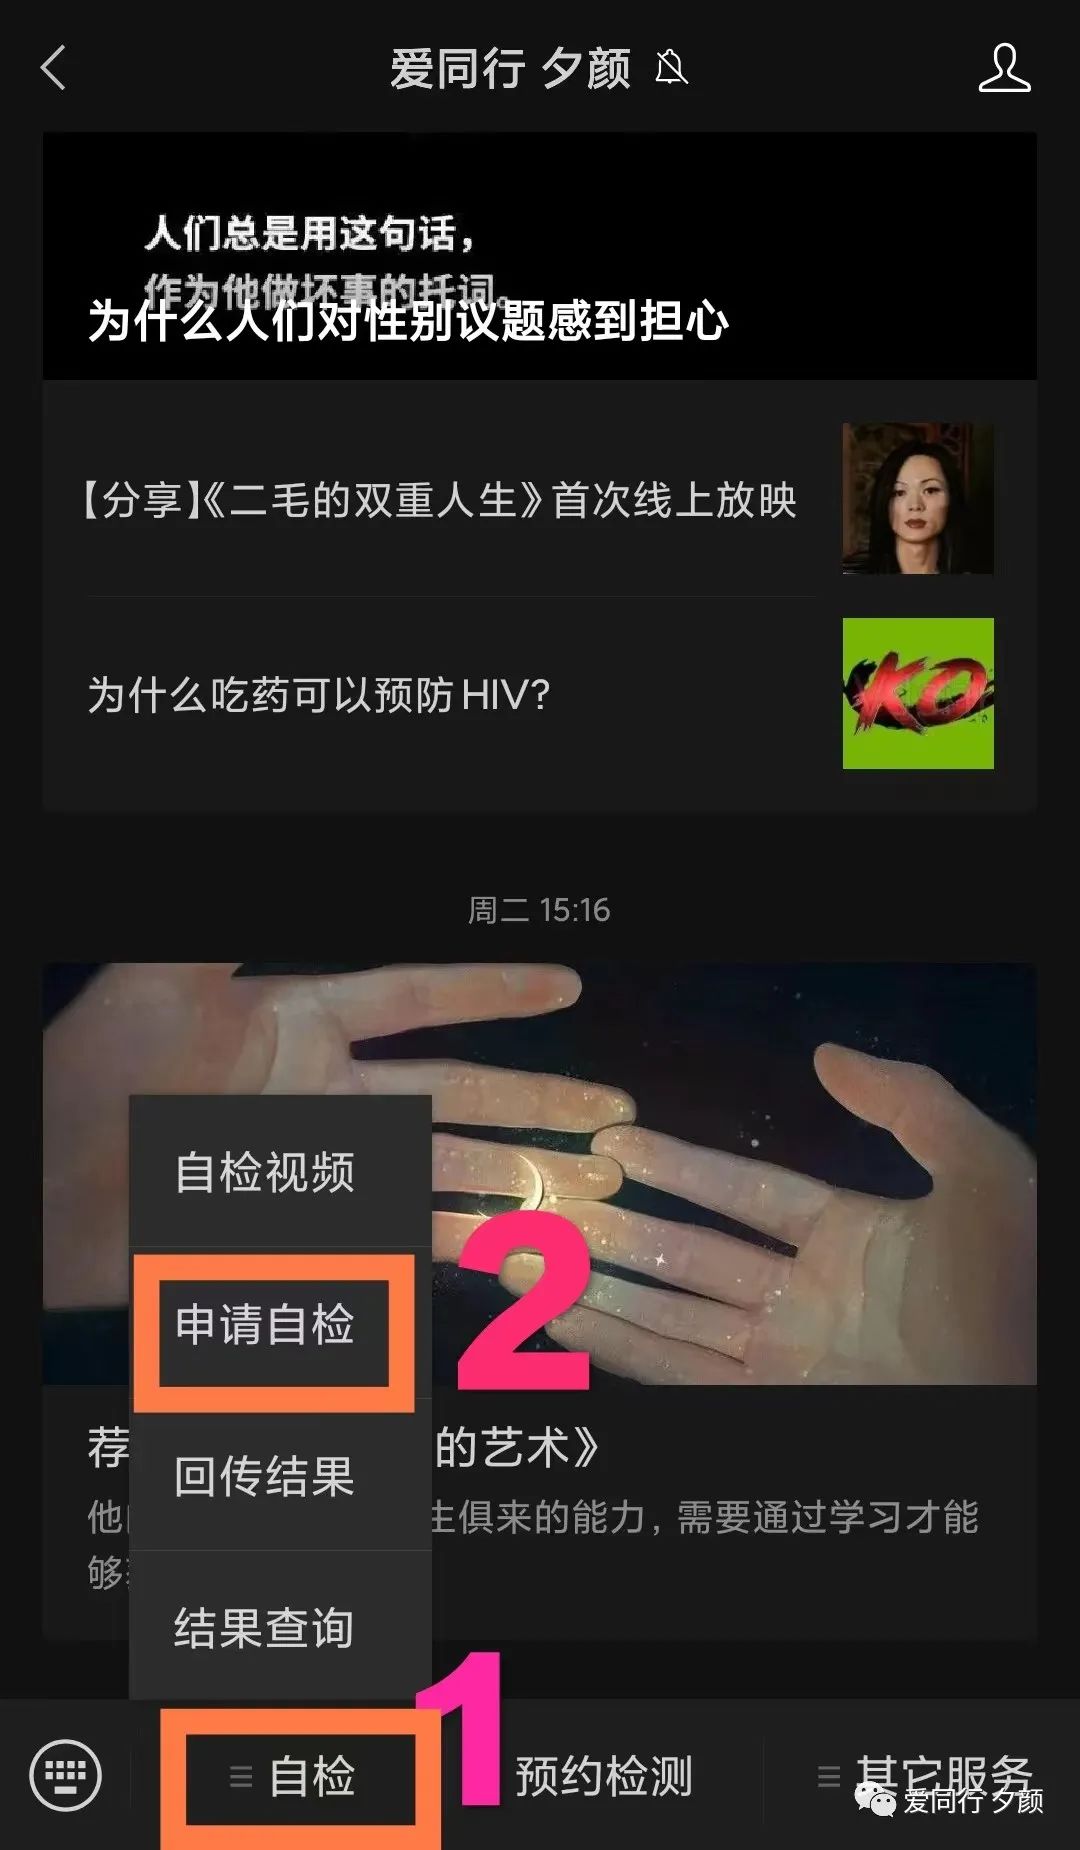 爱同行 夕颜
人们总是用这句话，
作为他做坏事的托词。
为什么人们对性别议题感到担心
【分享】《二毛的双重人生》首次线上放映
为什么吃药可以预防HIV?
KO
周二 15:16
自检视频
2
申请自检
荐
的艺术》
回传结果
他
生俱来的能力，需要通过学习才能
够
结果查询
1
自检
预约检测
其它服务
爱同行 夕颜